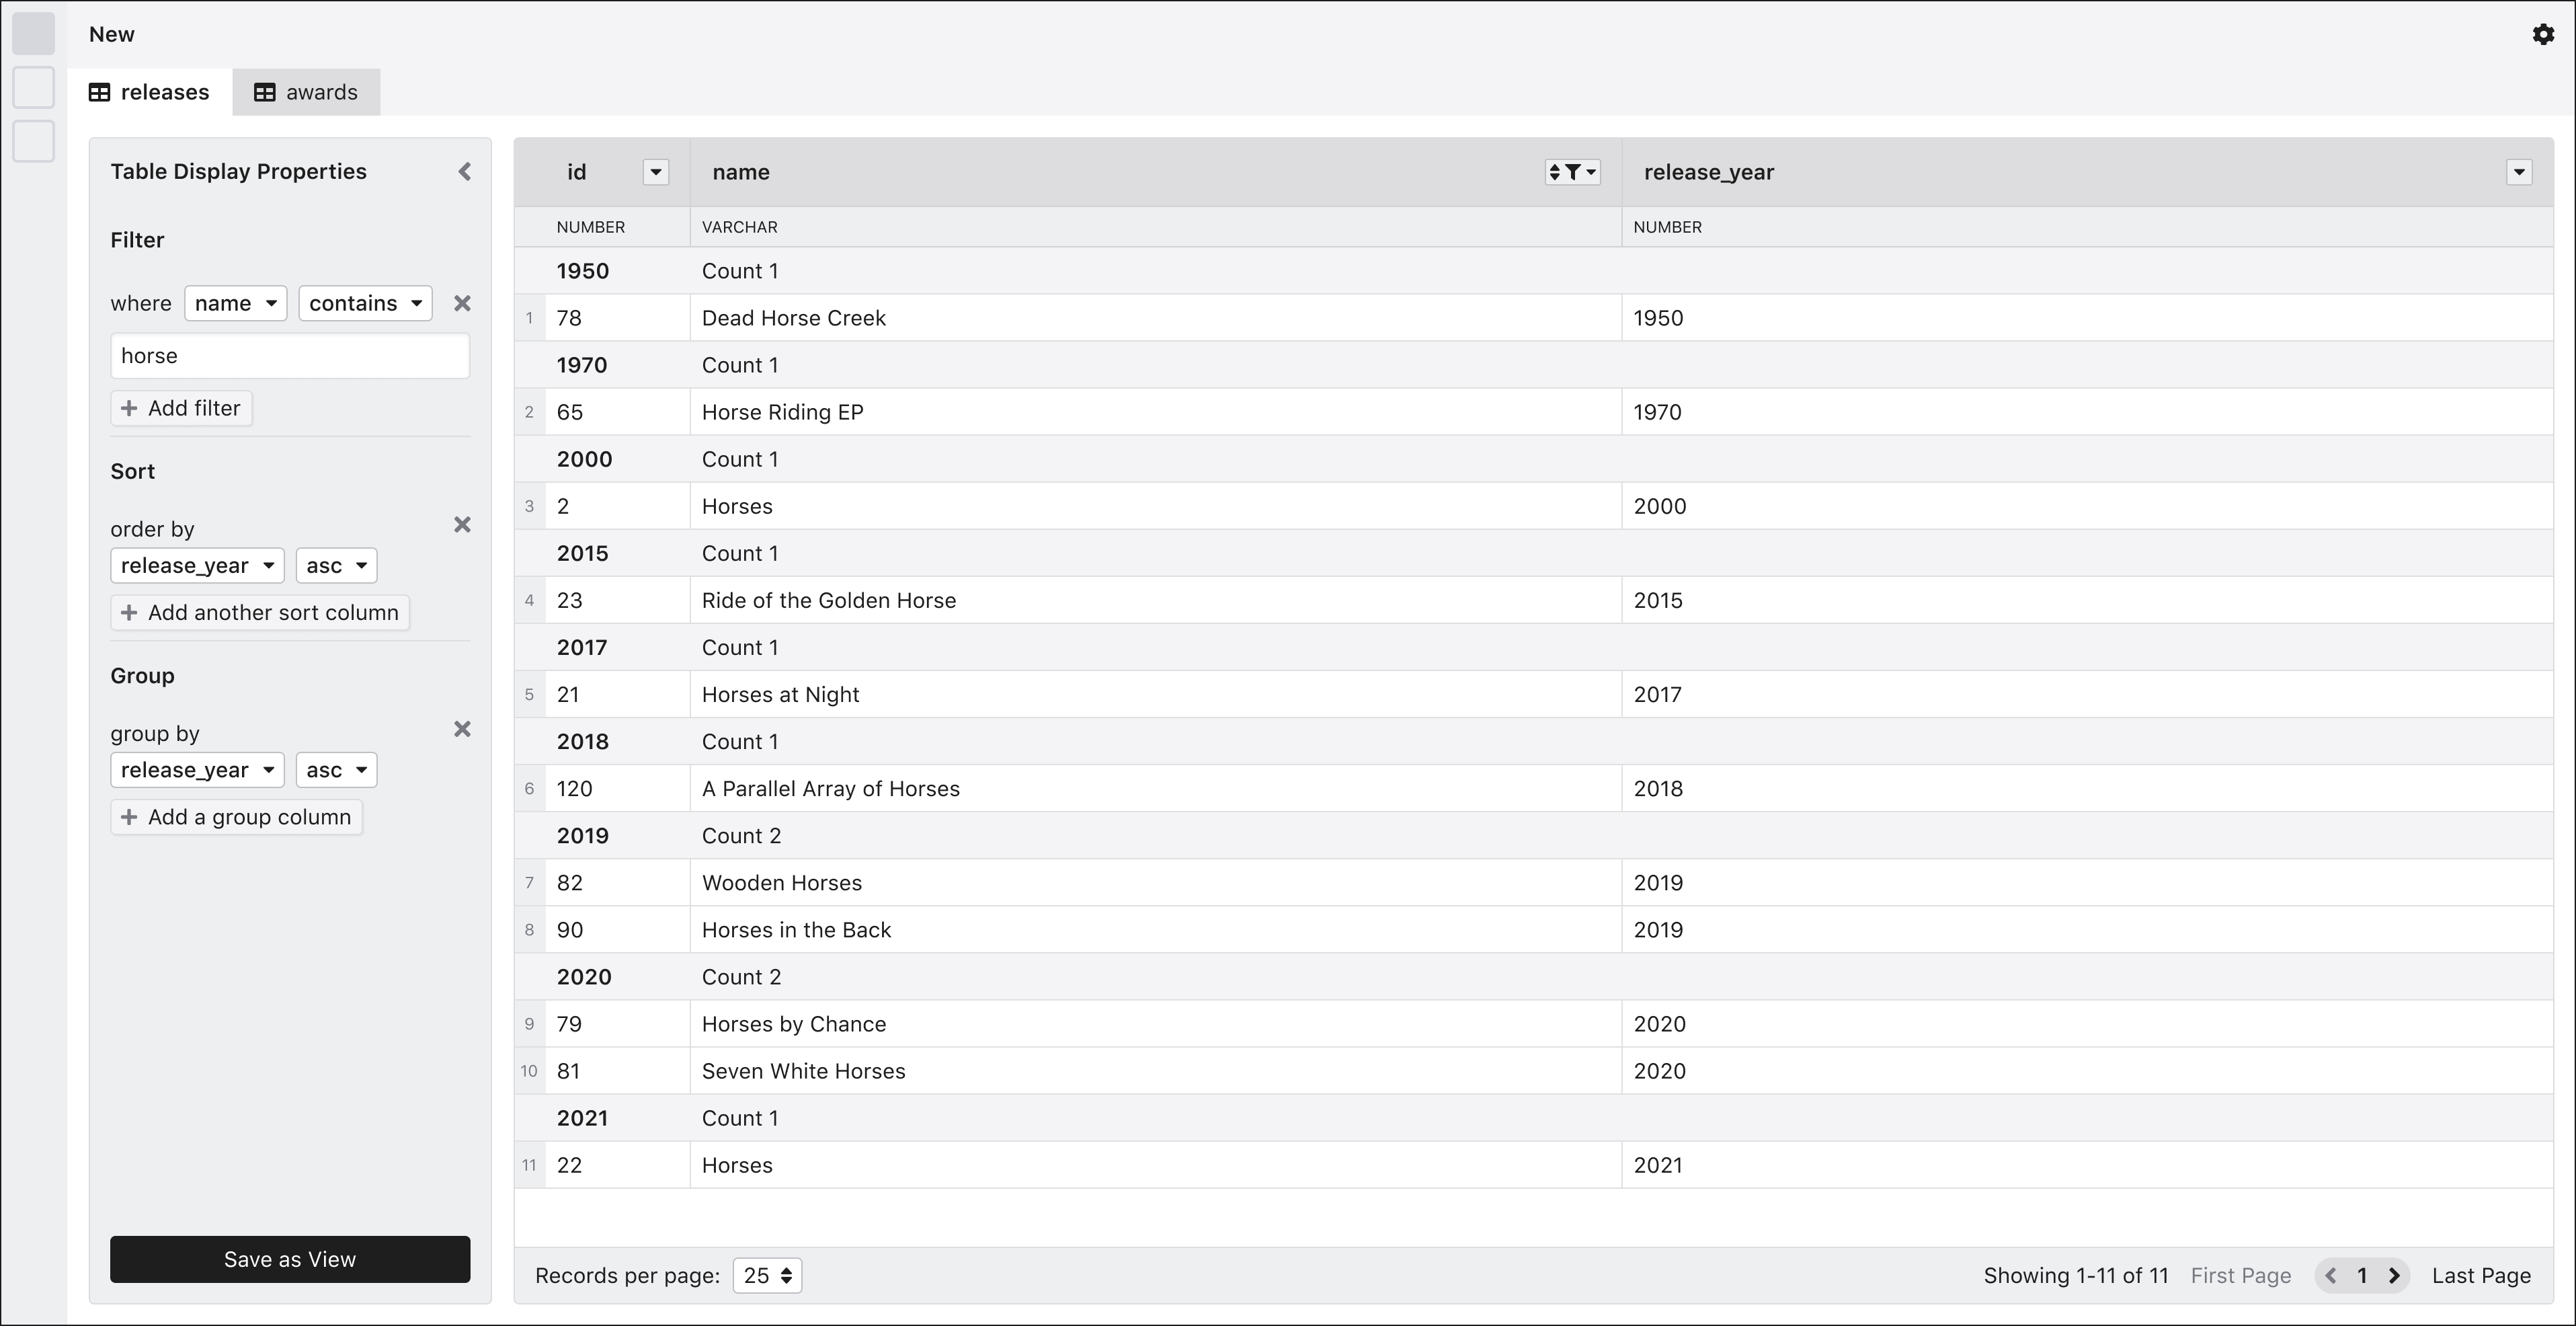 New
releases awards
Table Display Properties
Filter
where name contains
horse
Add filter
Sort
order by
release_year asc
Add another sort column
Group
group by
release_year asc
Add a group column
Save as View
id name release_year
NUMBER VARCHAR NUMBER
1950 Count 1
1 78 Dead Horse Creek 1950
1970 Count 1
2 65 Horse Riding EP 1970
2000 Count 1
3 2 Horses 2000
2015 Count 1
4 23 Ride of the Golden Horse 2015
2017 Count 1
5 21 Horses at Night 2017
2018 Count 1
6 120 A Parallel Array of Horses 2018
2019 Count 2
7 82 Wooden Horses 2019
8 90 Horses in the Back 2019
2020 Count 2
9 79 Horses by Chance 2020
10 81 Seven White Horses 2020
2021 Count 1
11 22 Horses 2021
Records per page: 25 Showing 1-11 of 11 First Page 1 Last Page